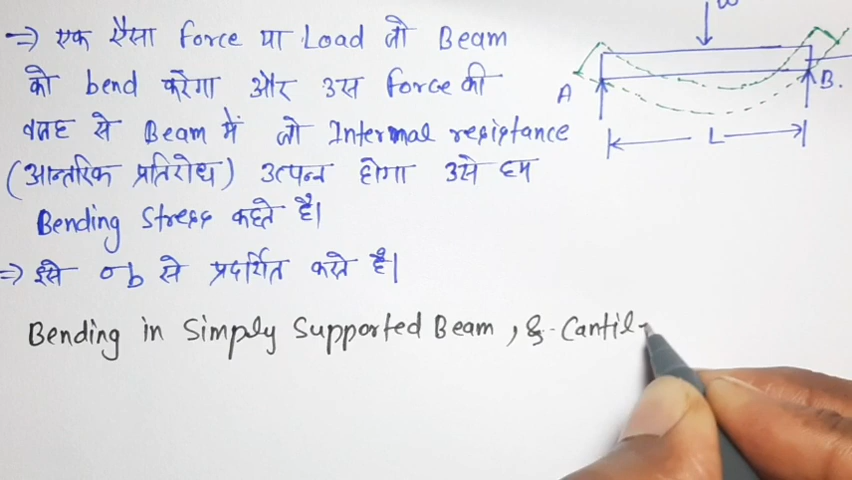 => एक ऐसा force या Load जो Beam
को bend करेगा और उस force की
वजह से Beam में जो Internal resistance
(आन्तरिक प्रतिरोध) उत्पन्न होगा उसे हम
Bending Stress कहते है।
=> इसे σb से प्रदर्शित करते है।
Bending in Simply Supported Beam, & Cantil
W
A
B.
L